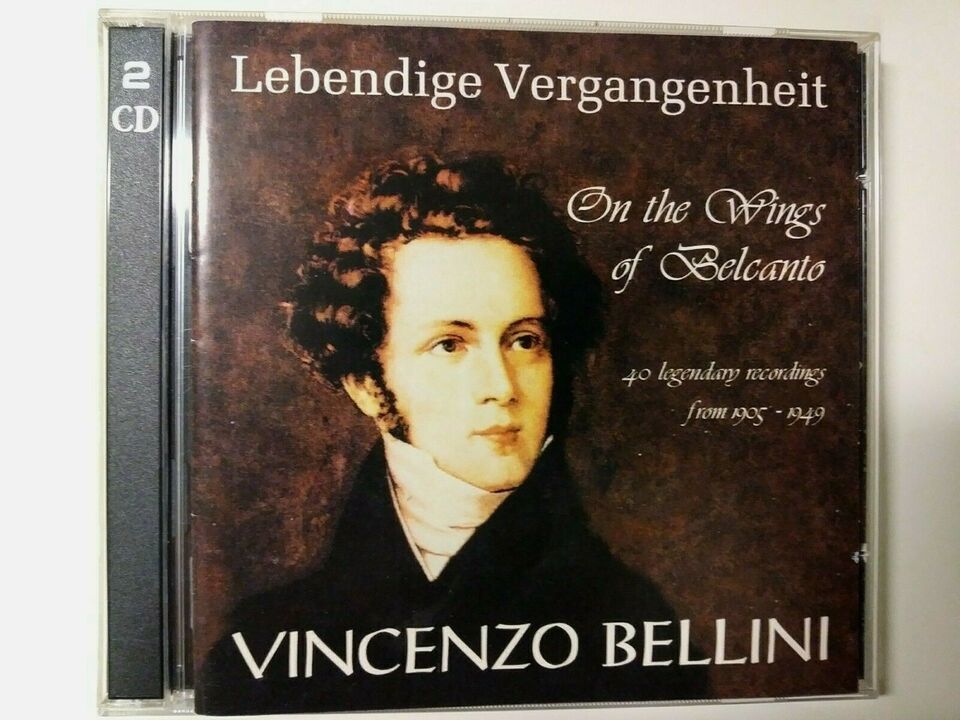 2
CD
Lebendige Vergangenheit
On the Wings
of Belcanto
40 legendary recordings
from 1905 - 1949
VINCENZO BELLINI